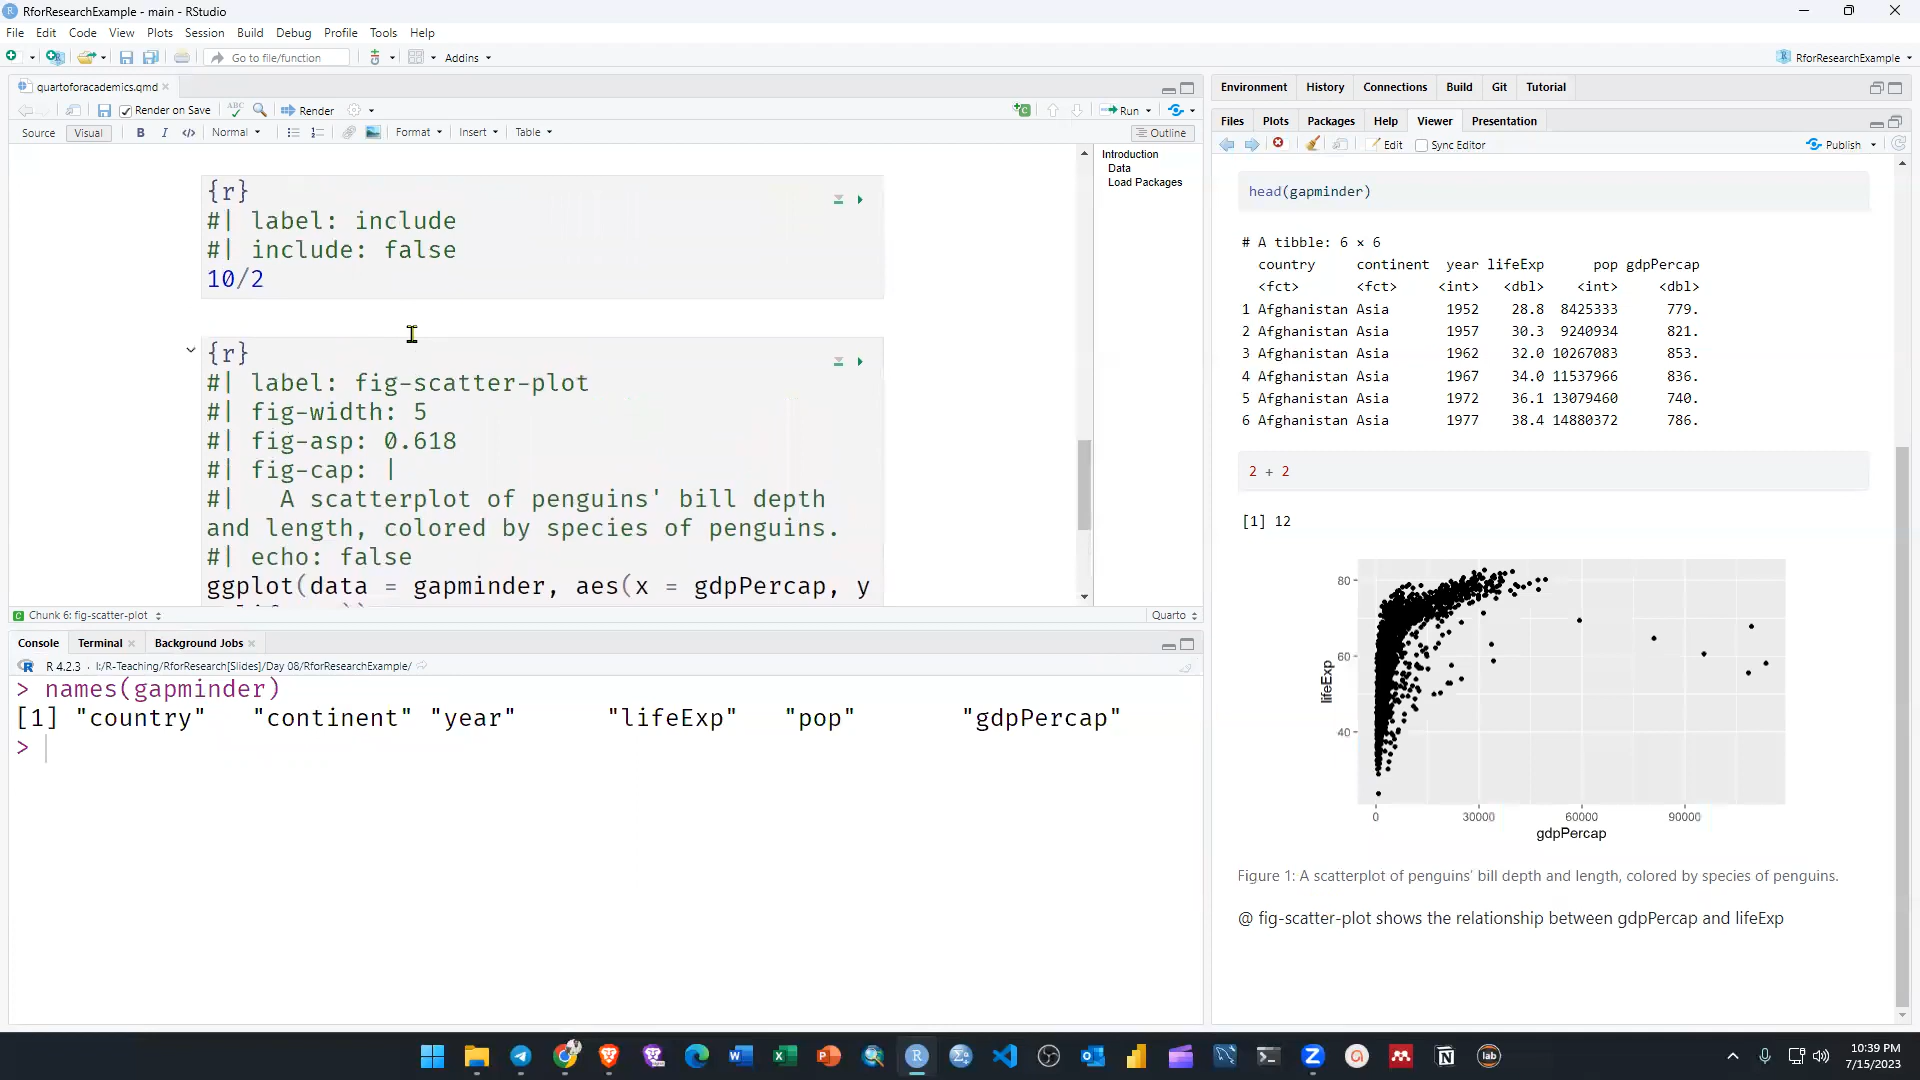 RforResearchExample - main - RStudio
File Edit Code View Plots Session Build Debug Profile Tools Help
Go to file/function Addins RforResearchExample
quartoforacademics.qmd
Render on Save ABC Render Run
Source Visual B I </> Normal Format Insert Table Outline
{r}
#| label: include
#| include: false
10/2
{r}
#| label: fig-scatter-plot
#| fig-width: 5
#| fig-asp: 0.618
#| fig-cap: |
#|   A scatterplot of penguins' bill depth
and length, colored by species of penguins.
#| echo: false
ggplot(data = gapminder, aes(x = gdpPercap, y
Introduction
Data
Load Packages
Chunk 6: fig-scatter-plot Quarto
Console Terminal Background Jobs
R 4.2.3 · I:/R-Teaching/RforResearch[Slides]/Day 08/RforResearchExample/
> names(gapminder)
[1] "country"   "continent" "year"      "lifeExp"   "pop"       "gdpPercap"
>
Environment History Connections Build Git Tutorial
Files Plots Packages Help Viewer Presentation
Edit Sync Editor Publish
head(gapminder)
# A tibble: 6 × 6
country continent year lifeExp pop gdpPercap
<fct> <fct> <int> <dbl> <int> <dbl>
1 Afghanistan Asia 1952 28.8 8425333 779.
2 Afghanistan Asia 1957 30.3 9240934 821.
3 Afghanistan Asia 1962 32.0 10267083 853.
4 Afghanistan Asia 1967 34.0 11537966 836.
5 Afghanistan Asia 1972 36.1 13079460 740.
6 Afghanistan Asia 1977 38.4 14880372 786.
2 + 2
[1] 12
80
60
40
lifeExp
0 30000 60000 90000
gdpPercap
Figure 1: A scatterplot of penguins' bill depth and length, colored by species of penguins.
@ fig-scatter-plot shows the relationship between gdpPercap and lifeExp
lab
10:39 PM
7/15/2023